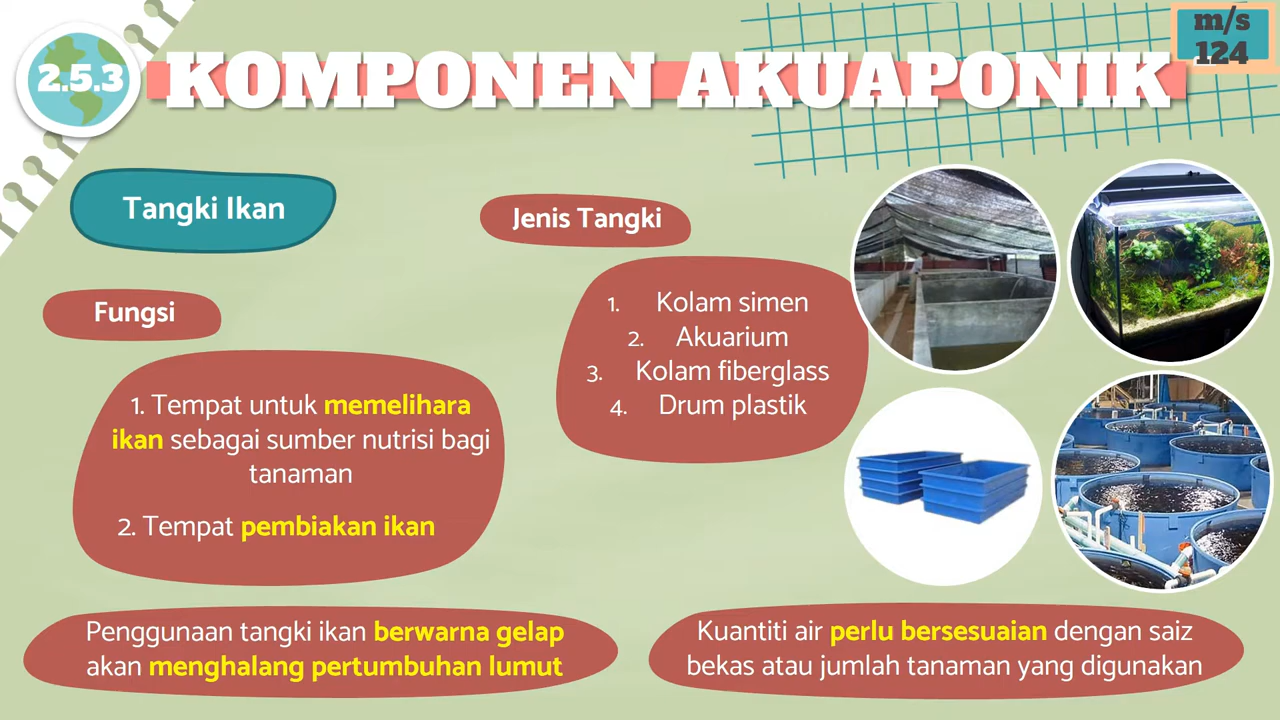 m/s
124
2.5.3
KOMPONEN AKUAPONIK
Tangki Ikan
Fungsi
1. Tempat untuk memelihara
ikan sebagai sumber nutrisi bagi
tanaman
2. Tempat pembiakan ikan
Jenis Tangki
1. Kolam simen
2. Akuarium
3. Kolam fiberglass
4. Drum plastik
Penggunaan tangki ikan berwarna gelap
akan menghalang pertumbuhan lumut
Kuantiti air perlu bersesuaian dengan saiz
bekas atau jumlah tanaman yang digunakan